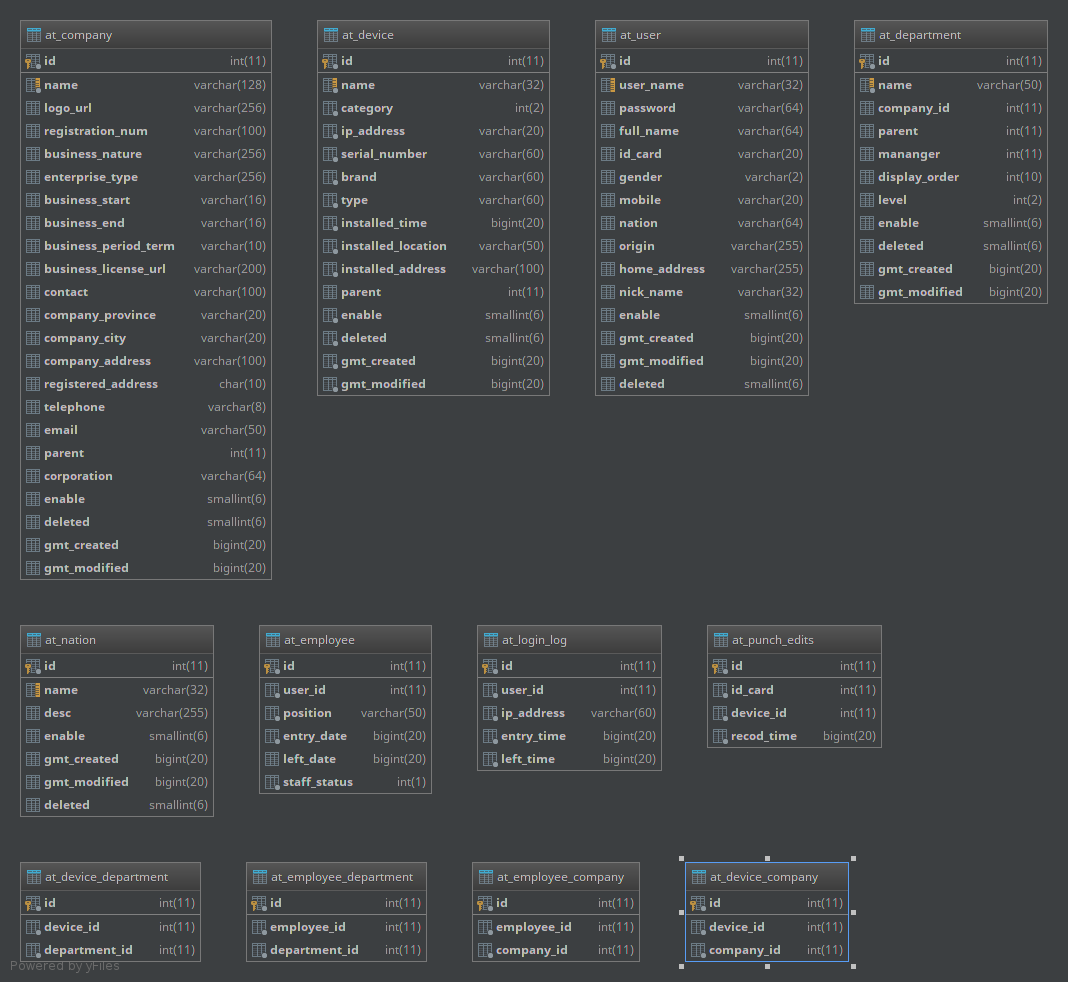 at_company
id int(11)
name varchar(128)
logo_url varchar(256)
registration_num varchar(100)
business_nature varchar(256)
enterprise_type varchar(256)
business_start varchar(16)
business_end varchar(16)
business_period_term varchar(10)
business_license_url varchar(200)
contact varchar(100)
company_province varchar(20)
company_city varchar(20)
company_address varchar(100)
registered_address char(10)
telephone varchar(8)
email varchar(50)
parent int(11)
corporation varchar(64)
enable smallint(6)
deleted smallint(6)
gmt_created bigint(20)
gmt_modified bigint(20)
at_device
id int(11)
name varchar(32)
category int(2)
ip_address varchar(20)
serial_number varchar(60)
brand varchar(60)
type varchar(60)
installed_time bigint(20)
installed_location varchar(50)
installed_address varchar(100)
parent int(11)
enable smallint(6)
deleted smallint(6)
gmt_created bigint(20)
gmt_modified bigint(20)
at_user
id int(11)
user_name varchar(32)
password varchar(64)
full_name varchar(64)
id_card varchar(20)
gender varchar(2)
mobile varchar(20)
nation varchar(64)
origin varchar(255)
home_address varchar(255)
nick_name varchar(32)
enable smallint(6)
gmt_created bigint(20)
gmt_modified bigint(20)
deleted smallint(6)
at_department
id int(11)
name varchar(50)
company_id int(11)
parent int(11)
mananger int(11)
display_order int(10)
level int(2)
enable smallint(6)
deleted smallint(6)
gmt_created bigint(20)
gmt_modified bigint(20)
at_nation
id int(11)
name varchar(32)
desc varchar(255)
enable smallint(6)
gmt_created bigint(20)
gmt_modified bigint(20)
deleted smallint(6)
at_employee
id int(11)
user_id int(11)
position varchar(50)
entry_date bigint(20)
left_date bigint(20)
staff_status int(1)
at_login_log
id int(11)
user_id int(11)
ip_address varchar(60)
entry_time bigint(20)
left_time bigint(20)
at_punch_edits
id int(11)
id_card int(11)
device_id int(11)
recod_time bigint(20)
at_device_department
id int(11)
device_id int(11)
department_id int(11)
at_employee_department
id int(11)
employee_id int(11)
department_id int(11)
at_employee_company
id int(11)
employee_id int(11)
company_id int(11)
at_device_company
id int(11)
device_id int(11)
company_id int(11)
Powered by yFiles